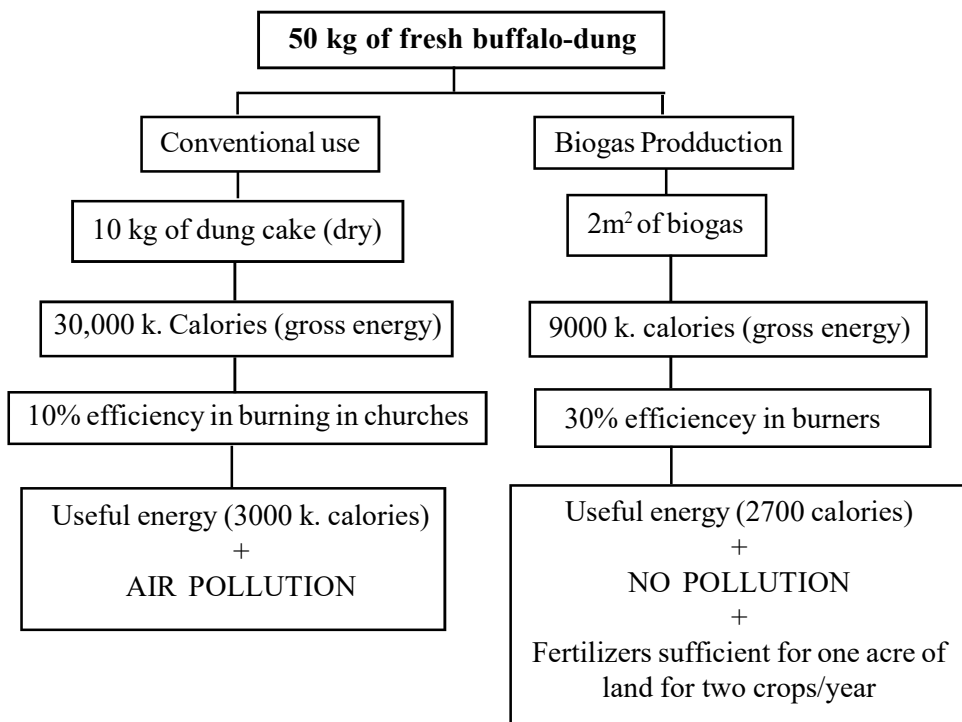 50 kg of fresh buffalo-dung
Conventional use
10 kg of dung cake (dry)
30,000 k. Calories (gross energy)
10% efficiency in burning in churches
Useful energy (3000 k. calories)
+
AIR POLLUTION
Biogas Prodduction
2m² of biogas
9000 k. calories (gross energy)
30% efficiencey in burners
Useful energy (2700 calories)
+
NO POLLUTION
+
Fertilizers sufficient for one acre of
land for two crops/year